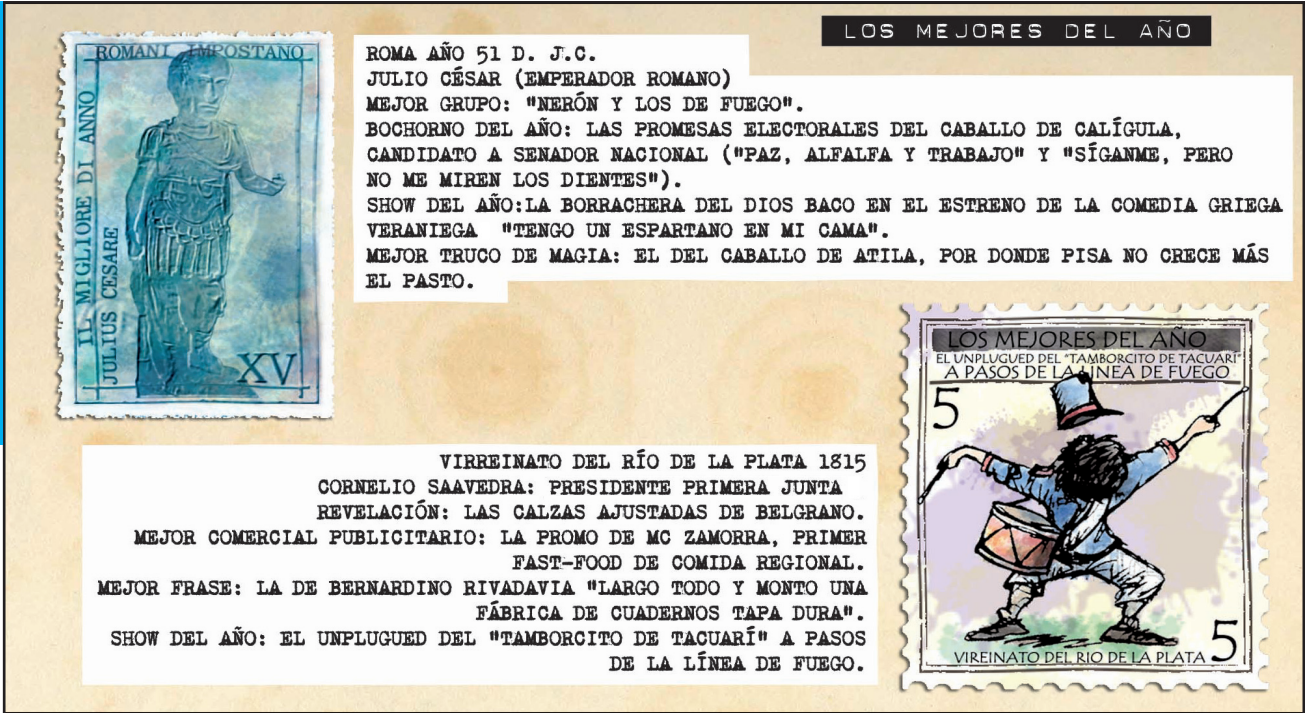 LOS MEJORES DEL AÑO
ROMANI IMPOSTANO
IL MIGLIORE DI ANNO
JULIUS CESARE
XV
ROMA AÑO 51 D. J.C.
JULIO CÉSAR (EMPERADOR ROMANO)
MEJOR GRUPO: "NERÓN Y LOS DE FUEGO".
BOCHORNO DEL AÑO: LAS PROMESAS ELECTORALES DEL CABALLO DE CALÍGULA,
CANDIDATO A SENADOR NACIONAL ("PAZ, ALFALFA Y TRABAJO" Y "SÍGANME, PERO
NO ME MIREN LOS DIENTES").
SHOW DEL AÑO:LA BORRACHERA DEL DIOS BACO EN EL ESTRENO DE LA COMEDIA GRIEGA
VERANIEGA "TENGO UN ESPARTANO EN MI CAMA".
MEJOR TRUCO DE MAGIA: EL DEL CABALLO DE ATILA, POR DONDE PISA NO CRECE MÁS
EL PASTO.
LOS MEJORES DEL AÑO
EL UNPLUGUED DEL "TAMBORCITO DE TACUARÍ"
A PASOS DE LA LÍNEA DE FUEGO
5
5
VIREINATO DEL RIO DE LA PLATA
VIRREINATO DEL RÍO DE LA PLATA 1815
CORNELIO SAAVEDRA: PRESIDENTE PRIMERA JUNTA
REVELACIÓN: LAS CALZAS AJUSTADAS DE BELGRANO.
MEJOR COMERCIAL PUBLICITARIO: LA PROMO DE MC ZAMORRA, PRIMER
FAST-FOOD DE COMIDA REGIONAL.
MEJOR FRASE: LA DE BERNARDINO RIVADAVIA "LARGO TODO Y MONTO UNA
FÁBRICA DE CUADERNOS TAPA DURA".
SHOW DEL AÑO: EL UNPLUGUED DEL "TAMBORCITO DE TACUARÍ" A PASOS
DE LA LÍNEA DE FUEGO.